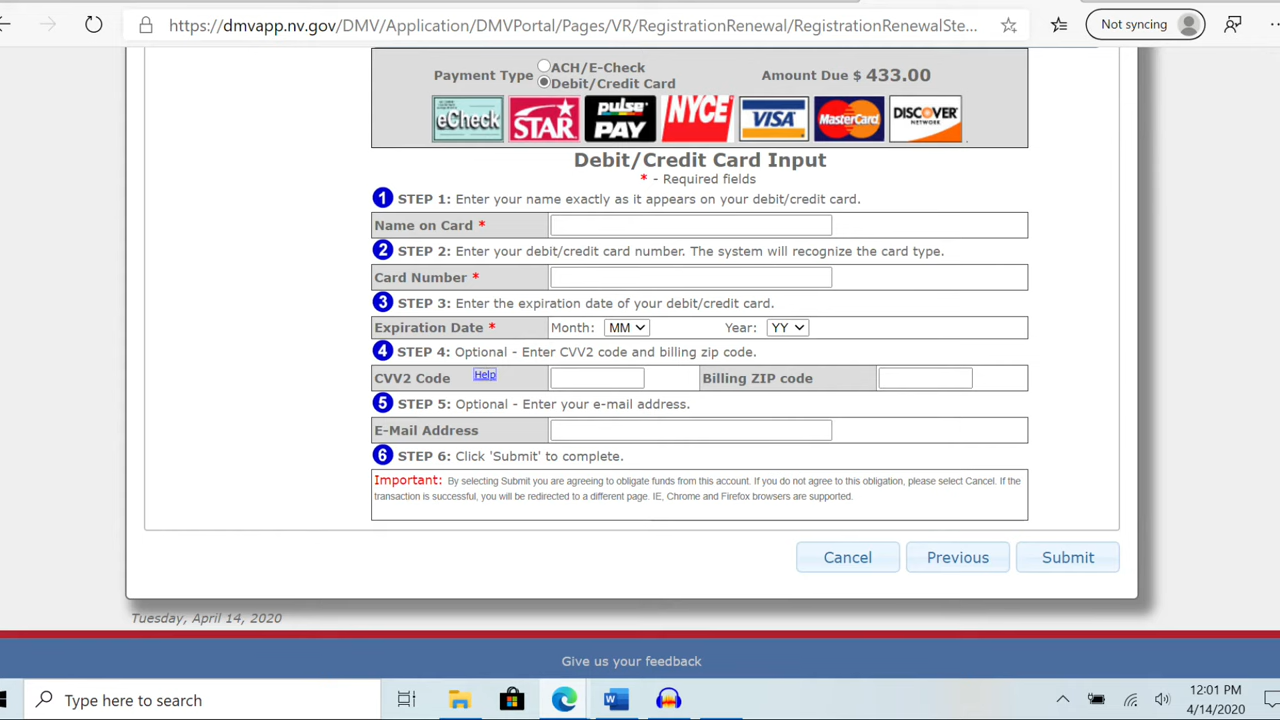 Not syncing
https://dmvapp.nv.gov/DMV/Application/DMVPortal/Pages/VR/RegistrationRenewal/RegistrationRenewalSte...
Payment Type ACH/E-Check Amount Due $ 433.00
Debit/Credit Card
eCheck STAR pulse PAY NYCE VISA MasterCard DISCOVER NETWORK
Debit/Credit Card Input
* - Required fields
1 STEP 1: Enter your name exactly as it appears on your debit/credit card.
Name on Card *
2 STEP 2: Enter your debit/credit card number. The system will recognize the card type.
Card Number *
3 STEP 3: Enter the expiration date of your debit/credit card.
Expiration Date * Month: MM Year: YY
4 STEP 4: Optional - Enter CVV2 code and billing zip code.
CVV2 Code Help Billing ZIP code
5 STEP 5: Optional - Enter your e-mail address.
E-Mail Address
6 STEP 6: Click 'Submit' to complete.
Important: By selecting Submit you are agreeing to obligate funds from this account. If you do not agree to this obligation, please select Cancel. If the
transaction is successful, you will be redirected to a different page. IE, Chrome and Firefox browsers are supported.
Cancel Previous Submit
Tuesday, April 14, 2020
Give us your feedback
Type here to search
12:01 PM
4/14/2020